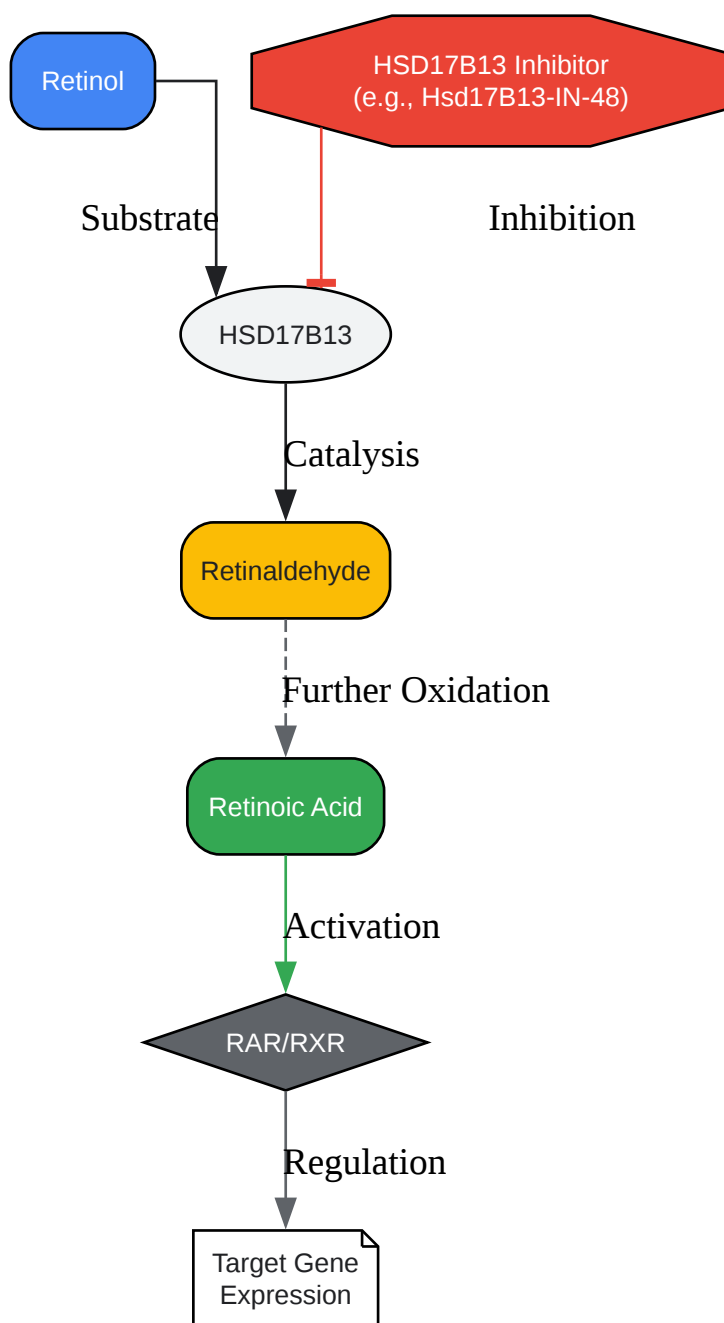 Retinol
HSD17B13 Inhibitor
(e.g., Hsd17B13-IN-48)
Substrate
Inhibition
HSD17B13
Catalysis
Retinaldehyde
Further Oxidation
Retinoic Acid
Activation
RAR/RXR
Regulation
Target Gene
Expression